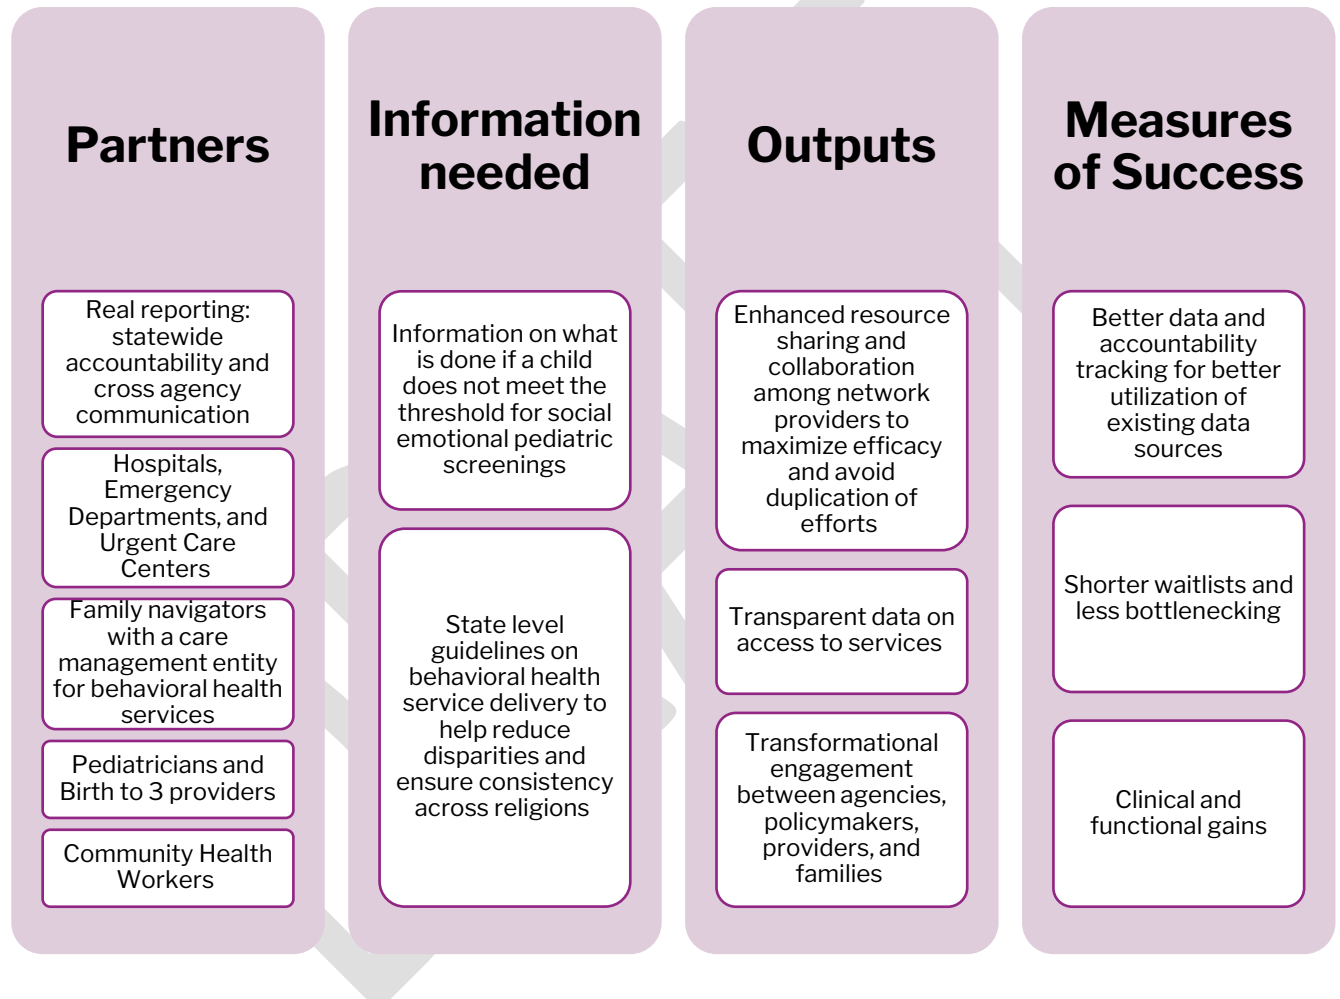 Partners
Real reporting:
statewide
accountability and
cross agency
communication
Hospitals,
Emergency
Departments, and
Urgent Care
Centers
Family navigators
with a care
management entity
for behavioral health
services
Pediatricians and
Birth to 3 providers
Community Health
Workers
Information
needed
Information on what
is done if a child
does not meet the
threshold for social
emotional pediatric
screenings
State level
guidelines on
behavioral health
service delivery to
help reduce
disparities and
ensure consistency
across religions
Outputs
Enhanced resource
sharing and
collaboration
among network
providers to
maximize efficacy
and avoid
duplication of
efforts
Transparent data on
access to services
Transformational
engagement
between agencies,
policymakers,
providers, and
families
Measures
of Success
Better data and
accountability
tracking for better
utilization of
existing data
sources
Shorter waitlists and
less bottlenecking
Clinical and
functional gains